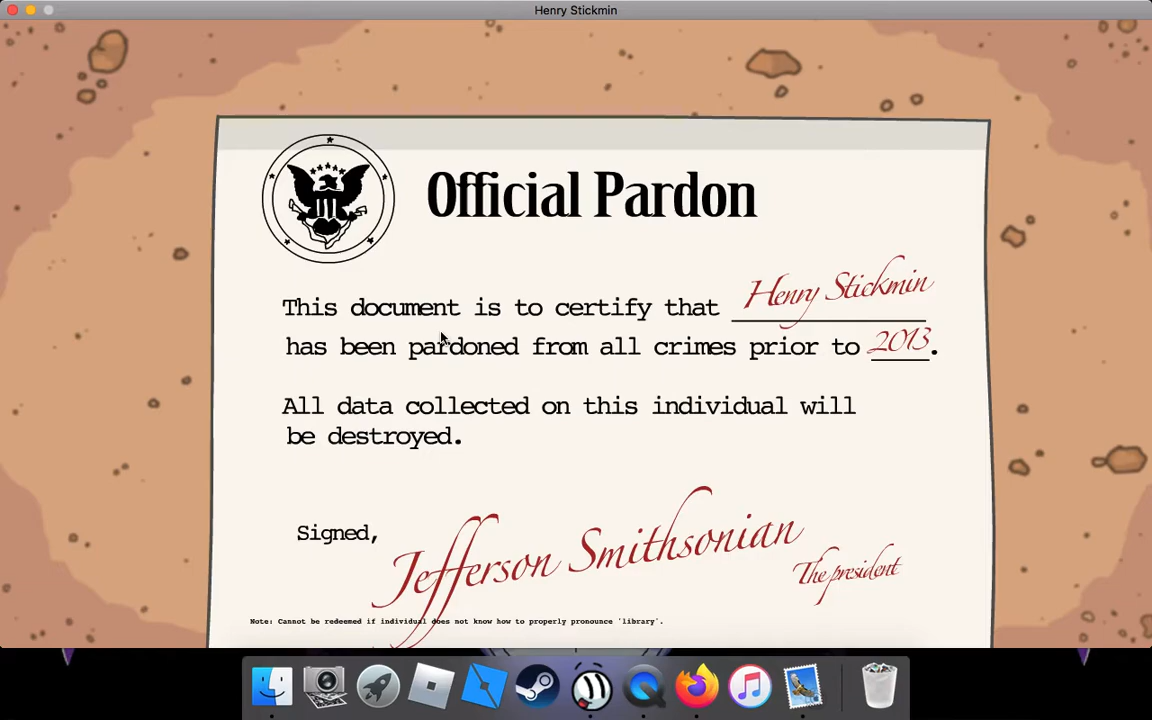 Henry Stickmin
Official Pardon
This document is to certify that Henry Stickmin
has been pardoned from all crimes prior to 2013.
All data collected on this individual will
be destroyed.
Signed,
Jefferson Smithsonian
The president
Note: Cannot be redeemed if individual does not know how to properly pronounce 'library'.